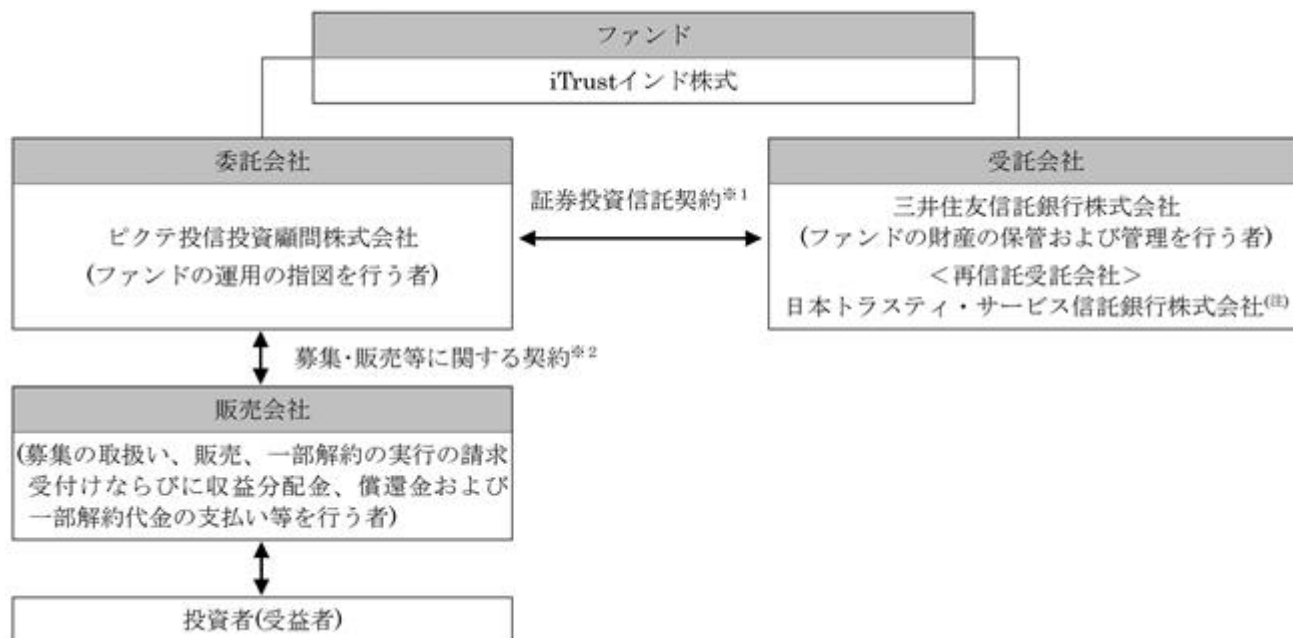 ファンド
iTrustインド株式
委託会社
ピクテ投信投資顧問株式会社
(ファンドの運用の指図を行う者)
証券投資信託契約※1
受託会社
三井住友信託銀行株式会社
(ファンドの財産の保管および管理を行う者)
＜再信託受託会社＞
日本トラスティ・サービス信託銀行株式会社(注)
募集・販売等に関する契約※2
販売会社
(募集の取扱い、販売、一部解約の実行の請求
受付けならびに収益分配金、償還金および
一部解約代金の支払い等を行う者)
投資者(受益者)